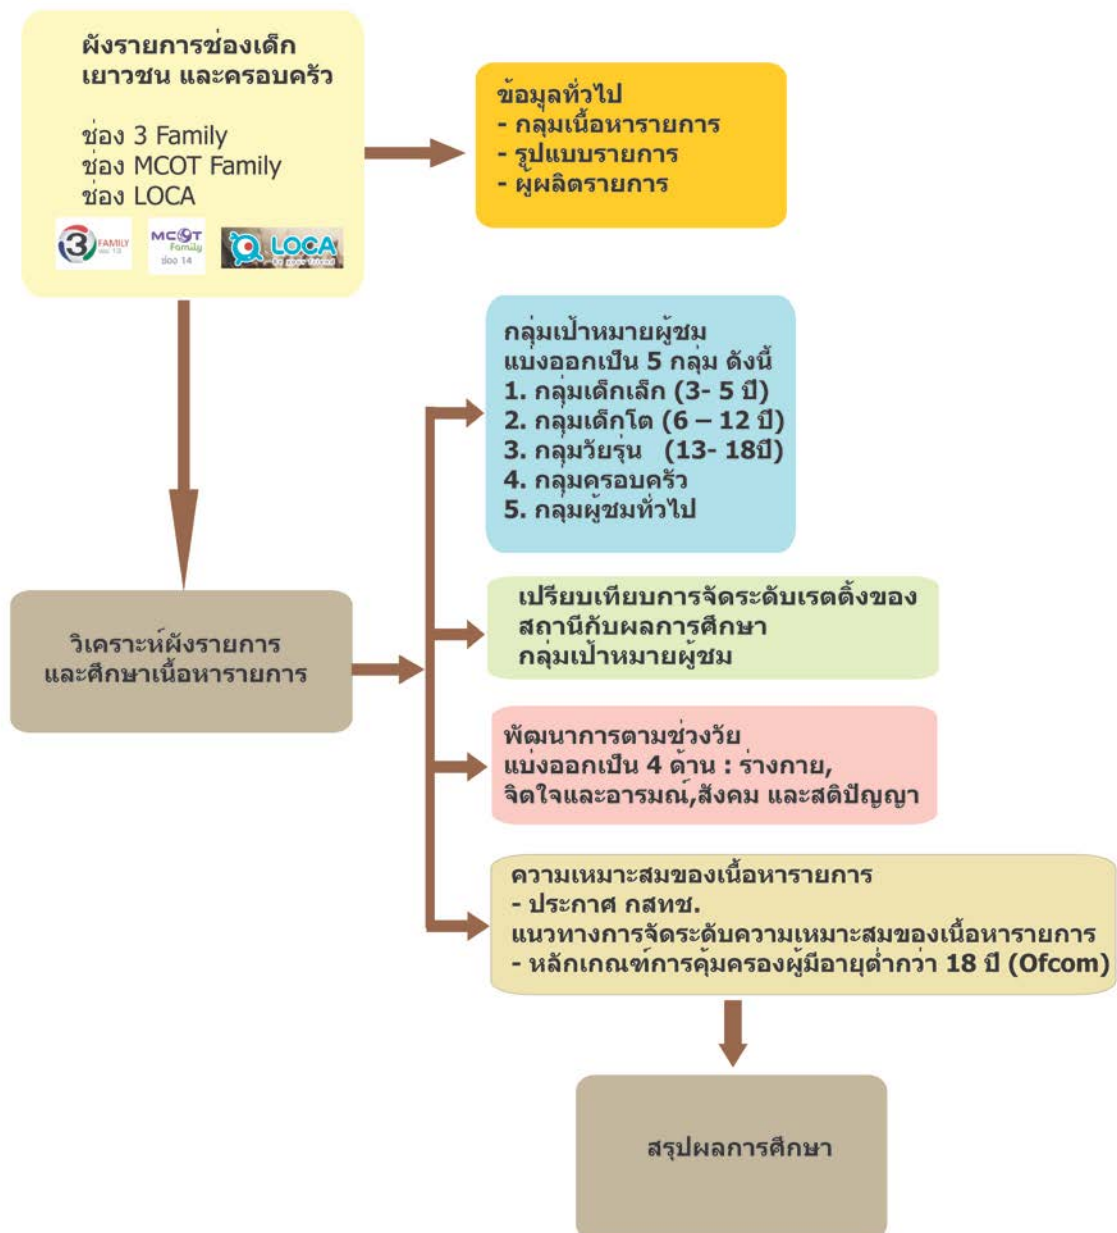 ผังรายการช่องเด็ก
เยาวชน และครอบครัว
ช่อง 3 Family
ช่อง MCOT Family
ช่อง LOCA
3 FAMILY
ช่อง 13
MCOT
Family
ช่อง 14
LOCA
Be your friend
ข้อมูลทั่วไป
- กลุ่มเนื้อหารายการ
- รูปแบบรายการ
- ผู้ผลิตรายการ
กลุ่มเป้าหมายผู้ชม
แบ่งออกเป็น 5 กลุ่ม ดังนี้
1. กลุ่มเด็กเล็ก (3- 5 ปี)
2. กลุ่มเด็กโต (6 – 12 ปี)
3. กลุ่มวัยรุ่น (13- 18ปี)
4. กลุ่มครอบครัว
5. กลุ่มผู้ชมทั่วไป
วิเคราะห์ผังรายการ
และศึกษาเนื้อหารายการ
เปรียบเทียบการจัดระดับเรตติ้งของ
สถานีกับผลการศึกษา
กลุ่มเป้าหมายผู้ชม
พัฒนาการตามช่วงวัย
แบ่งออกเป็น 4 ด้าน : ร่างกาย,
จิตใจและอารมณ์,สังคม และสติปัญญา
ความเหมาะสมของเนื้อหารายการ
- ประกาศ กสทช.
แนวทางการจัดระดับความเหมาะสมของเนื้อหารายการ
- หลักเกณฑ์การคุ้มครองผู้มีอายุต่ำกว่า 18 ปี (Ofcom)
สรุปผลการศึกษา